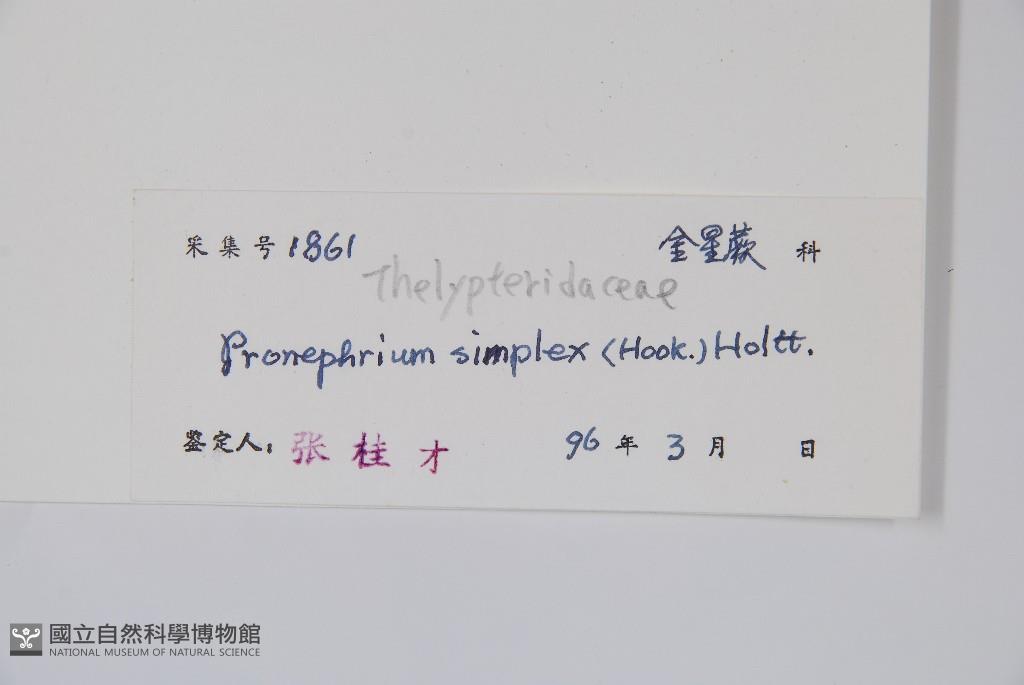 采集号 1861 金星蕨 科
Thelypteridaceae
Pronephrium simplex (Hook.) Holtt.
鉴定人: 张桂才 96 年 3 月 日
國立自然科學博物館
NATIONAL MUSEUM OF NATURAL SCIENCE